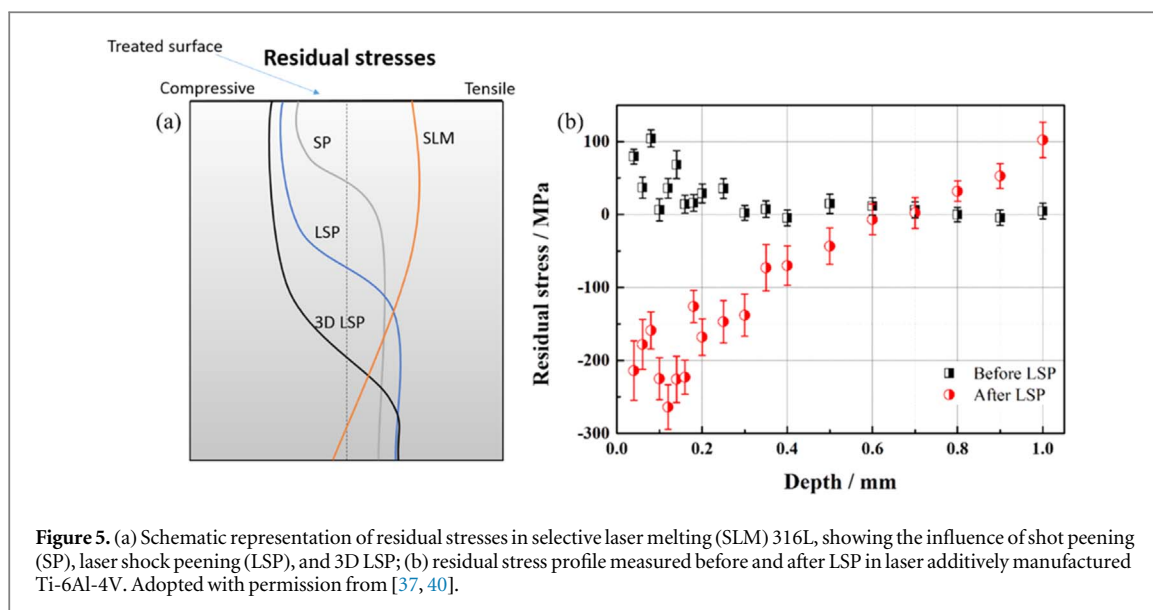 Treated surface
Residual stresses
Compressive
Tensile
(a)
SP
SLM
LSP
3D LSP
(b)
Residual stress / MPa
100
0
-100
-200
-300
Before LSP
After LSP
0.0 0.2 0.4 0.6 0.8 1.0
Depth / mm
Figure 5. (a) Schematic representation of residual stresses in selective laser melting (SLM) 316L, showing the influence of shot peening
(SP), laser shock peening (LSP), and 3D LSP; (b) residual stress profile measured before and after LSP in laser additively manufactured
Ti-6Al-4V. Adopted with permission from [37, 40].